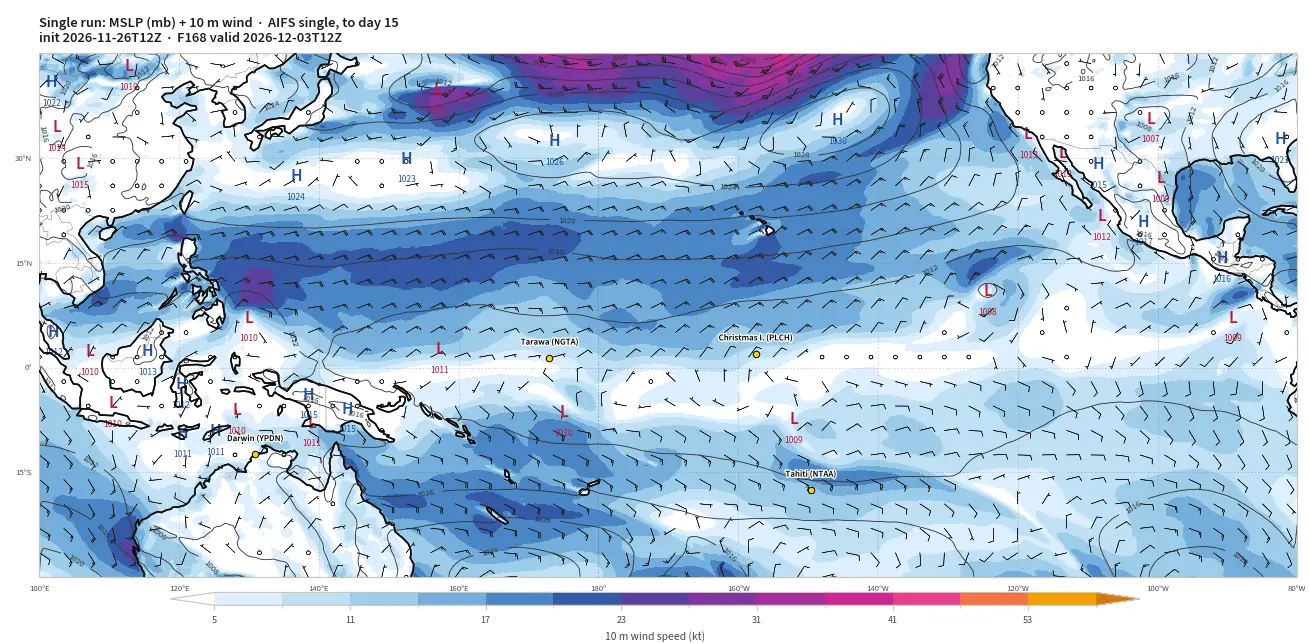 Single run: MSLP (mb) + 10 m wind · AIFS single, to day 15
init 2026-11-26T12Z · F168 valid 2026-12-03T12Z
H
1022
L
1016
L
1014
L
1015
H
1024
H
1023
H
1026
H
1030
1028
1024
1020
L
1007
H
1015
L
L
1012
H
H
1016
L
1008
L
1009
L
1010
L
1011
Tarawa (NGTA)
Christmas I. (PLCH)
L
1010
H
1013
L
1010
L
1010
H
1015
H
1015
H
1011
H
1011
L
1010
L
1009
Darwin (YPDN)
Tahiti (NTAA)
30°N
15°N
0°
15°S
100°E
120°E
140°E
160°E
180°
160°W
140°W
120°W
100°W
80°W
5
11
17
23
31
41
53
10 m wind speed (kt)